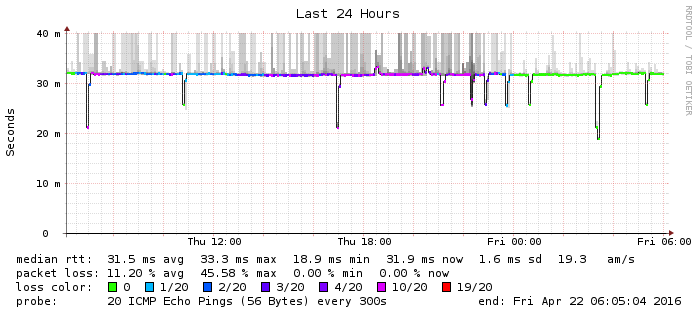 Last 24 Hours
RRDTOOL / TOBI OETIKER
Seconds
40 m
30 m
20 m
10 m
0
Thu 12:00 Thu 18:00 Fri 00:00 Fri 06:00
median rtt: 31.5 ms avg 33.3 ms max 18.9 ms min 31.9 ms now 1.6 ms sd 19.3 am/s
packet loss: 11.20 % avg 45.58 % max 0.00 % min 0.00 % now
loss color: 0 1/20 2/20 3/20 4/20 10/20 19/20
probe: 20 ICMP Echo Pings (56 Bytes) every 300s end: Fri Apr 22 06:05:04 2016